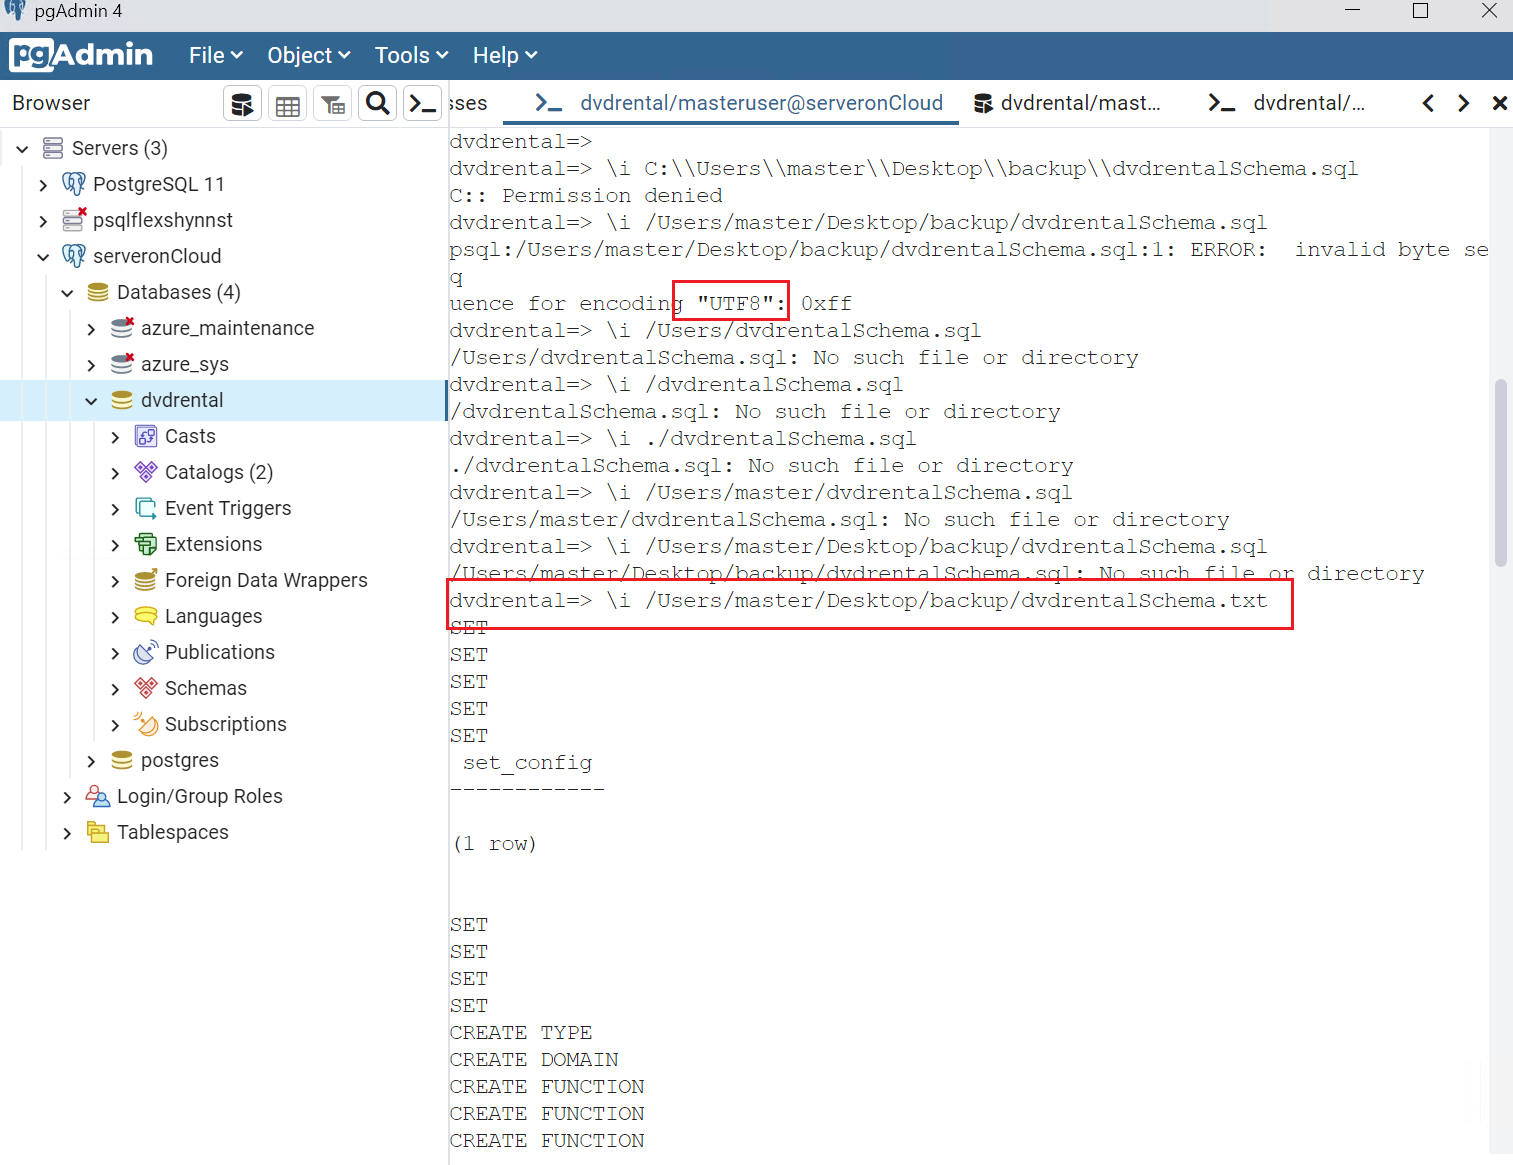 pgAdmin 4
pgAdmin File Object Tools Help
Browser
sses dvdrental/masteruser@serveronCloud dvdrental/mast... dvdrental/...
Servers (3)
PostgreSQL 11
psqlflexshynnst
serveronCloud
Databases (4)
azure_maintenance
azure_sys
dvdrental
Casts
Catalogs (2)
Event Triggers
Extensions
Foreign Data Wrappers
Languages
Publications
Schemas
Subscriptions
postgres
Login/Group Roles
Tablespaces
dvdrental=>
dvdrental=> \i C:\\Users\\master\\Desktop\\backup\\dvdrentalSchema.sql
C:: Permission denied
dvdrental=> \i /Users/master/Desktop/backup/dvdrentalSchema.sql
psql:/Users/master/Desktop/backup/dvdrentalSchema.sql:1: ERROR:  invalid byte se
q
uence for encoding "UTF8": 0xff
dvdrental=> \i /Users/dvdrentalSchema.sql
/Users/dvdrentalSchema.sql: No such file or directory
dvdrental=> \i /dvdrentalSchema.sql
/dvdrentalSchema.sql: No such file or directory
dvdrental=> \i ./dvdrentalSchema.sql
./dvdrentalSchema.sql: No such file or directory
dvdrental=> \i /Users/master/dvdrentalSchema.sql
/Users/master/dvdrentalSchema.sql: No such file or directory
dvdrental=> \i /Users/master/Desktop/backup/dvdrentalSchema.sql
/Users/master/Desktop/backup/dvdrentalSchema.sql: No such file or directory
dvdrental=> \i /Users/master/Desktop/backup/dvdrentalSchema.txt
SET
SET
SET
SET
SET
set_config
------------
(1 row)
SET
SET
SET
SET
CREATE TYPE
CREATE DOMAIN
CREATE FUNCTION
CREATE FUNCTION
CREATE FUNCTION